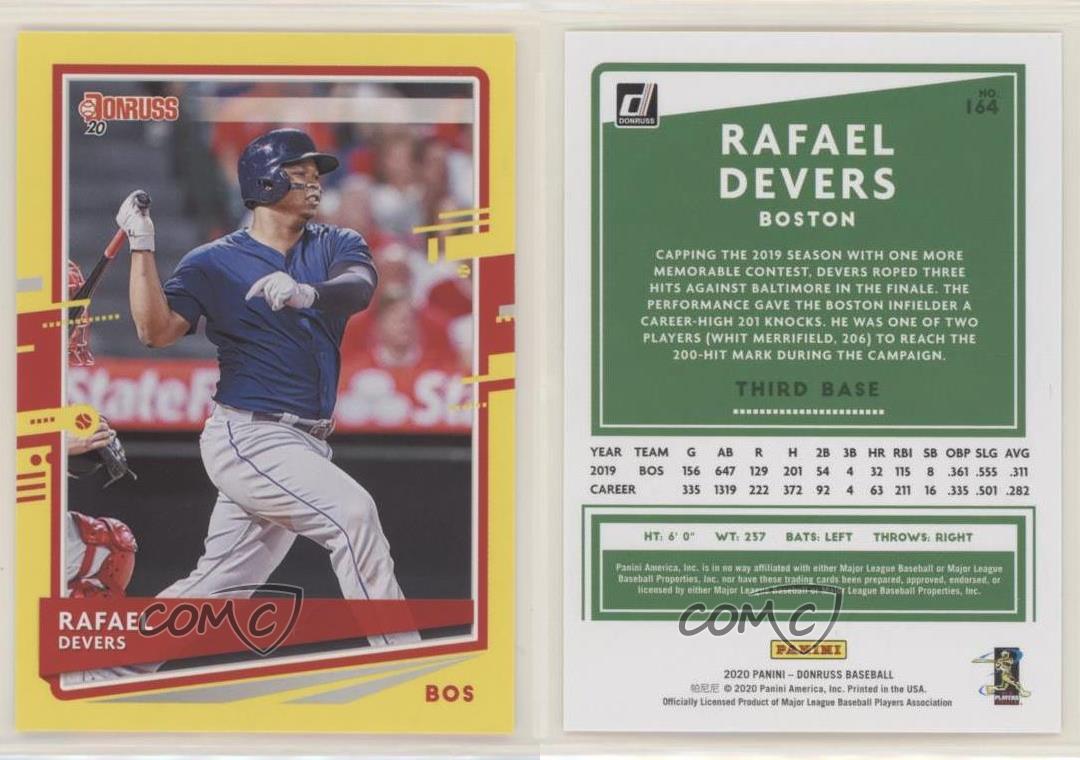 DONRUSS
20
StateF
Sta
RAFAEL
DEVERS
BOS
COMC
DONRUSS
NO.
164
RAFAEL
DEVERS
BOSTON
CAPPING THE 2019 SEASON WITH ONE MORE
MEMORABLE CONTEST, DEVERS ROPED THREE
HITS AGAINST BALTIMORE IN THE FINALE. THE
PERFORMANCE GAVE THE BOSTON INFIELDER A
CAREER-HIGH 201 KNOCKS. HE WAS ONE OF TWO
PLAYERS (WHIT MERRIFIELD, 206) TO REACH THE
200-HIT MARK DURING THE CAMPAIGN.
THIRD BASE
YEAR TEAM G AB R H 2B 3B HR RBI SB OBP SLG AVG
2019 BOS 156 647 129 201 54 4 32 115 8 .361 .555 .311
CAREER 335 1319 222 372 92 4 63 211 16 .335 .501 .282
HT: 6' 0" WT: 237 BATS: LEFT THROWS: RIGHT
Panini America, Inc. is in no way affiliated with either Major League Baseball or Major League
Baseball Properties, Inc. nor have these trading cards been prepared, approved, endorsed, or
licensed by either Major League Baseball or Major League Baseball Properties, Inc.
COMC
PANINI
2020 PANINI – DONRUSS BASEBALL
帕尼尼 © 2020 Panini America, Inc. Printed in the USA.
Officially Licensed Product of Major League Baseball Players Association
PLAYERS